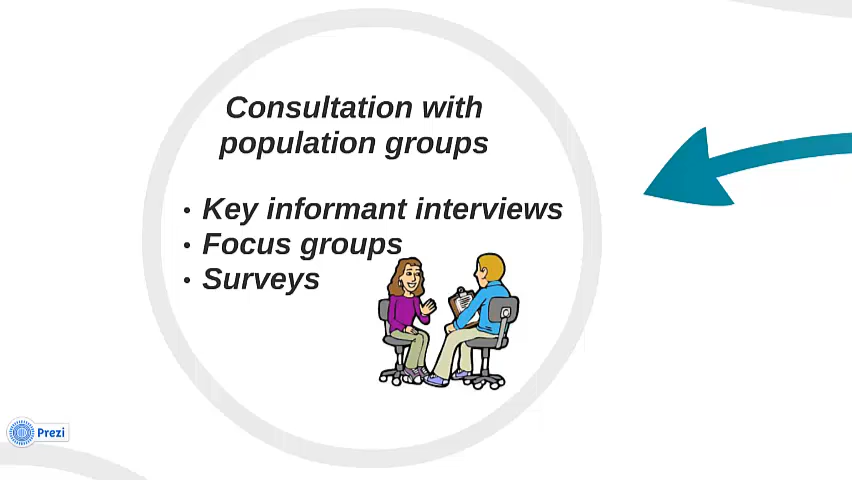 Consultation with
population groups
• Key informant interviews
• Focus groups
• Surveys
Prezi